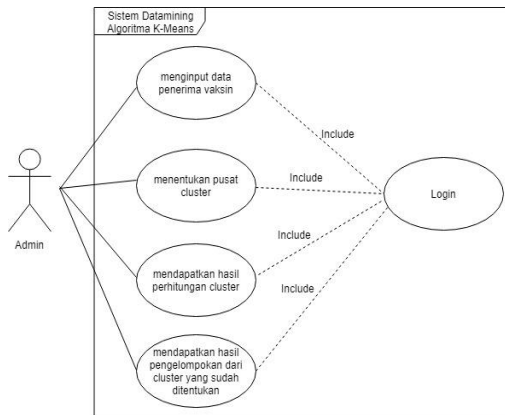 Sistem Datamining
Algoritma K-Means
menginput data
penerima vaksin
Include
menentukan pusat
cluster
Include
Login
Admin
mendapatkan hasil
perhitungan cluster
Include
Include
mendapatkan hasil
pengelompokan dari
cluster yang sudah
ditentukan